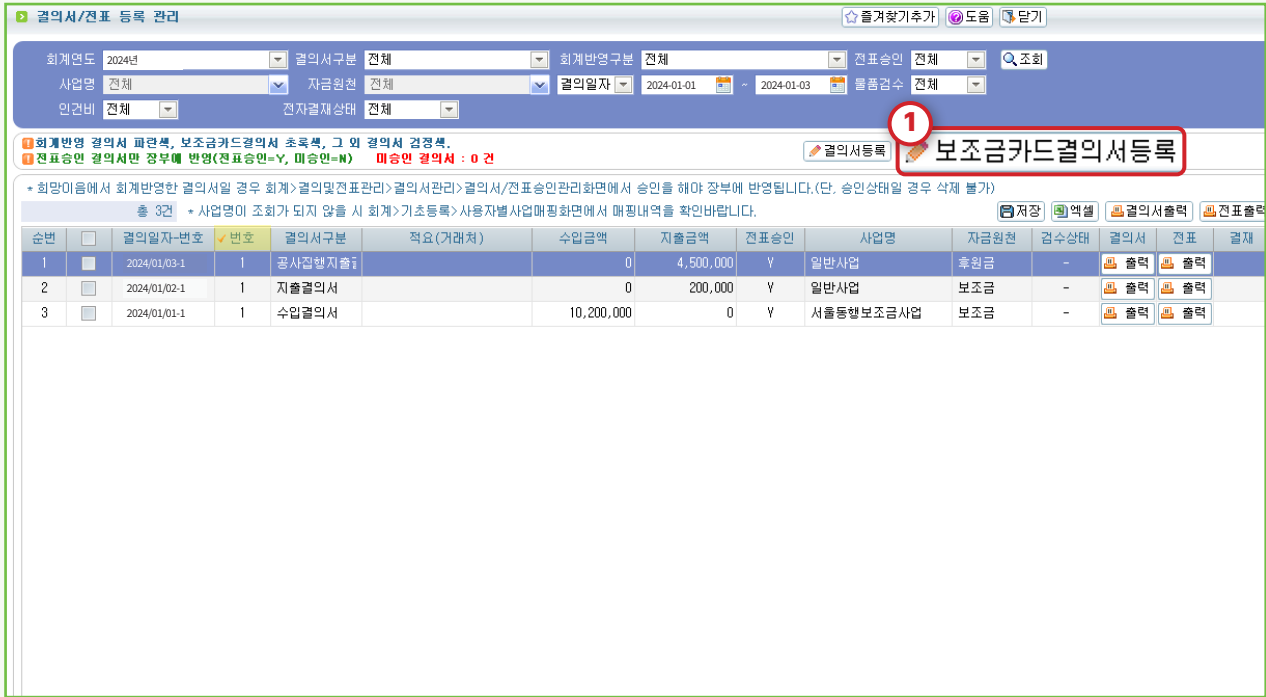 결의서/전표 등록 관리 즐겨찾기추가 도움 닫기
회계연도 2024년 결의서구분 전체 회계반영구분 전체 전표승인 전체 조회
사업명 전체 자금원천 전체 결의일자 2024-01-01 ~ 2024-01-03 물품검수 전체
인건비 전체 전자결재상태 전체
1
회계반영 결의서 파란색, 보조금카드결의서 초록색, 그 외 결의서 검정색.
전표승인 결의서만 장부에 반영(전표승인=Y, 미승인=N) 미승인 결의서 : 0 건
결의서등록 보조금카드결의서등록
* 희망이음에서 회계반영한 결의서일 경우 회계>결의및전표관리>결의서관리>결의서/전표승인관리화면에서 승인을 해야 장부에 반영됩니다.(단, 승인상태일 경우 삭제 불가)
총 3건 * 사업명이 조회가 되지 않을 시 회계>기초등록>사용자별사업매핑화면에서 매핑내역을 확인바랍니다. 저장 엑셀 결의서출력 전표출력
순번 결의일자-번호 번호 결의서구분 적요(거래처) 수입금액 지출금액 전표승인 사업명 자금원천 검수상태 결의서 전표 결재
1 2024/01/03-1 1 공사집행지출 0 4,500,000 Y 일반사업 후원금 - 출력 출력
2 2024/01/02-1 1 지출결의서 0 200,000 Y 일반사업 보조금 - 출력 출력
3 2024/01/01-1 1 수입결의서 10,200,000 0 Y 서울동행보조금사업 보조금 - 출력 출력